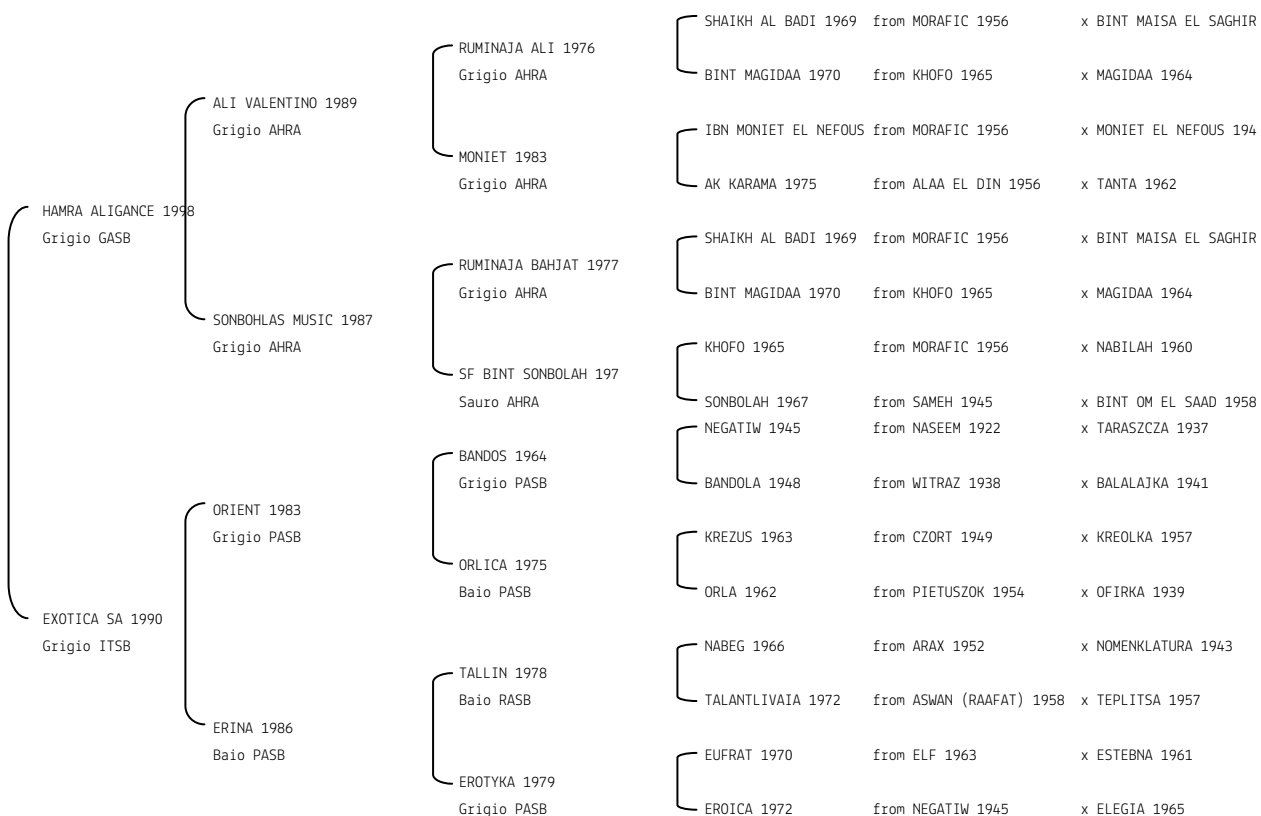 SHAIKH AL BADI 1969 from MORAFIC 1956 x BINT MAISA EL SAGHIR
RUMINAJA ALI 1976
Grigio AHRA
BINT MAGIDAA 1970 from KHOFO 1965 x MAGIDAA 1964
ALI VALENTINO 1989
Grigio AHRA
IBN MONIET EL NEFOUS from MORAFIC 1956 x MONIET EL NEFOUS 194
MONIET 1983
Grigio AHRA
AK KARAMA 1975 from ALAA EL DIN 1956 x TANTA 1962
HAMRA ALIGANCE 1998
Grigio GASB
SHAIKH AL BADI 1969 from MORAFIC 1956 x BINT MAISA EL SAGHIR
RUMINAJA BAHJAT 1977
Grigio AHRA
BINT MAGIDAA 1970 from KHOFO 1965 x MAGIDAA 1964
SONBOHLAS MUSIC 1987
Grigio AHRA
KHOFO 1965 from MORAFIC 1956 x NABILAH 1960
SF BINT SONBOLAH 197
Sauro AHRA
SONBOLAH 1967 from SAMEH 1945 x BINT OM EL SAAD 1958
NEGATIW 1945 from NASEEM 1922 x TARASZCZA 1937
BANDOS 1964
Grigio PASB
BANDOLA 1948 from WITRAZ 1938 x BALALAJKA 1941
ORIENT 1983
Grigio PASB
KREZUS 1963 from CZORT 1949 x KREOLKA 1957
ORLICA 1975
Baio PASB
ORLA 1962 from PIETUSZOK 1954 x OFIRKA 1939
EXOTICA SA 1990
Grigio ITSB
NABEG 1966 from ARAX 1952 x NOMENKLATURA 1943
TALLIN 1978
Baio RASB
TALANTLIVAIA 1972 from ASWAN (RAAFAT) 1958 x TEPLITSA 1957
ERINA 1986
Baio PASB
EUFRAT 1970 from ELF 1963 x ESTEBNA 1961
EROTYKA 1979
Grigio PASB
EROICA 1972 from NEGATIW 1945 x ELEGIA 1965